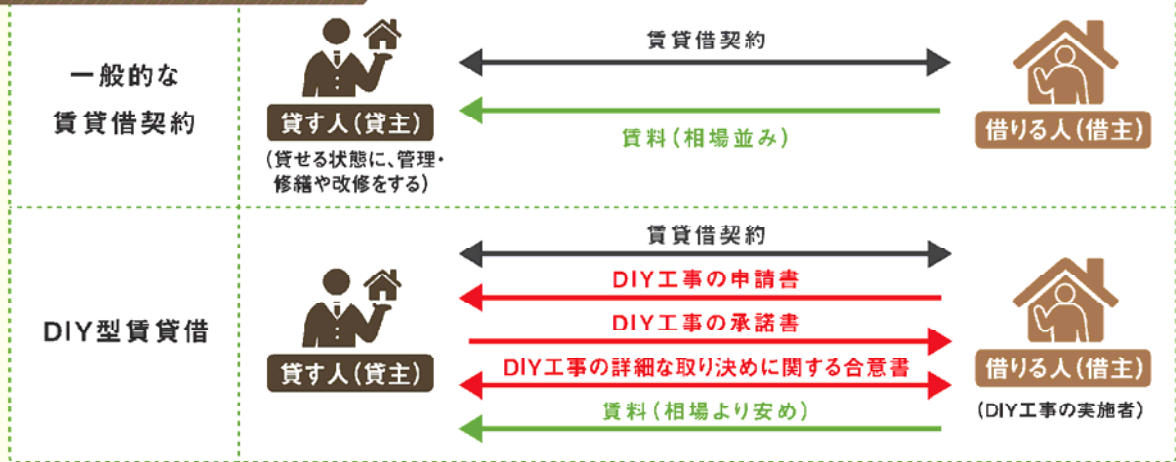 一般的な
賃貸借契約
貸す人(貸主)
(貸せる状態に、管理・
修繕や改修をする)
賃貸借契約
賃料(相場並み)
借りる人(借主)
DIY型賃貸借
貸す人(貸主)
賃貸借契約
DIY工事の申請書
DIY工事の承諾書
DIY工事の詳細な取り決めに関する合意書
賃料(相場より安め)
借りる人(借主)
(DIY工事の実施者)